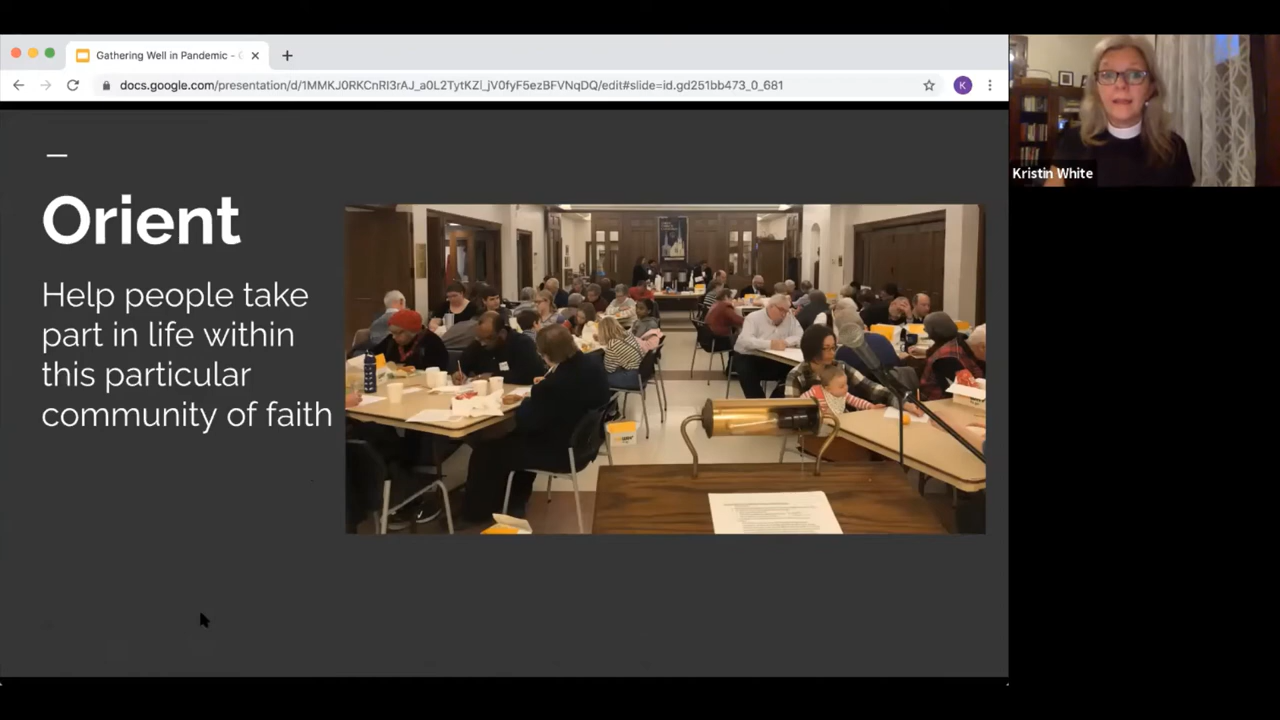 Gathering Well in Pandemic - G
docs.google.com/presentation/d/1MMKJ0RKCnRI3rAJ_a0L2TytKZl_jV0fyF5ezBFVNqDQ/edit#slide=id.gd251bb473_0_681
K
Kristin White
Orient
Help people take
part in life within
this particular
community of faith